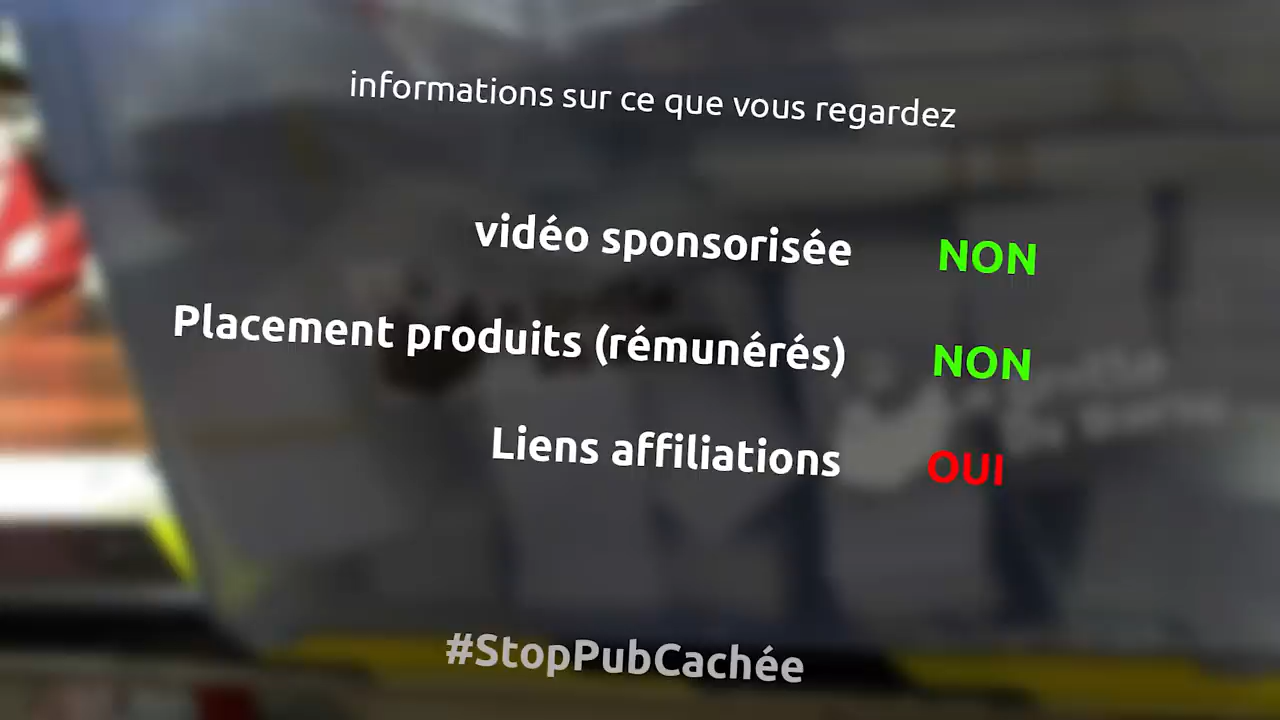 informations sur ce que vous regardez
vidéo sponsorisée NON
Placement produits (rémunérés) NON
Liens affiliations OUI
#StopPubCachée